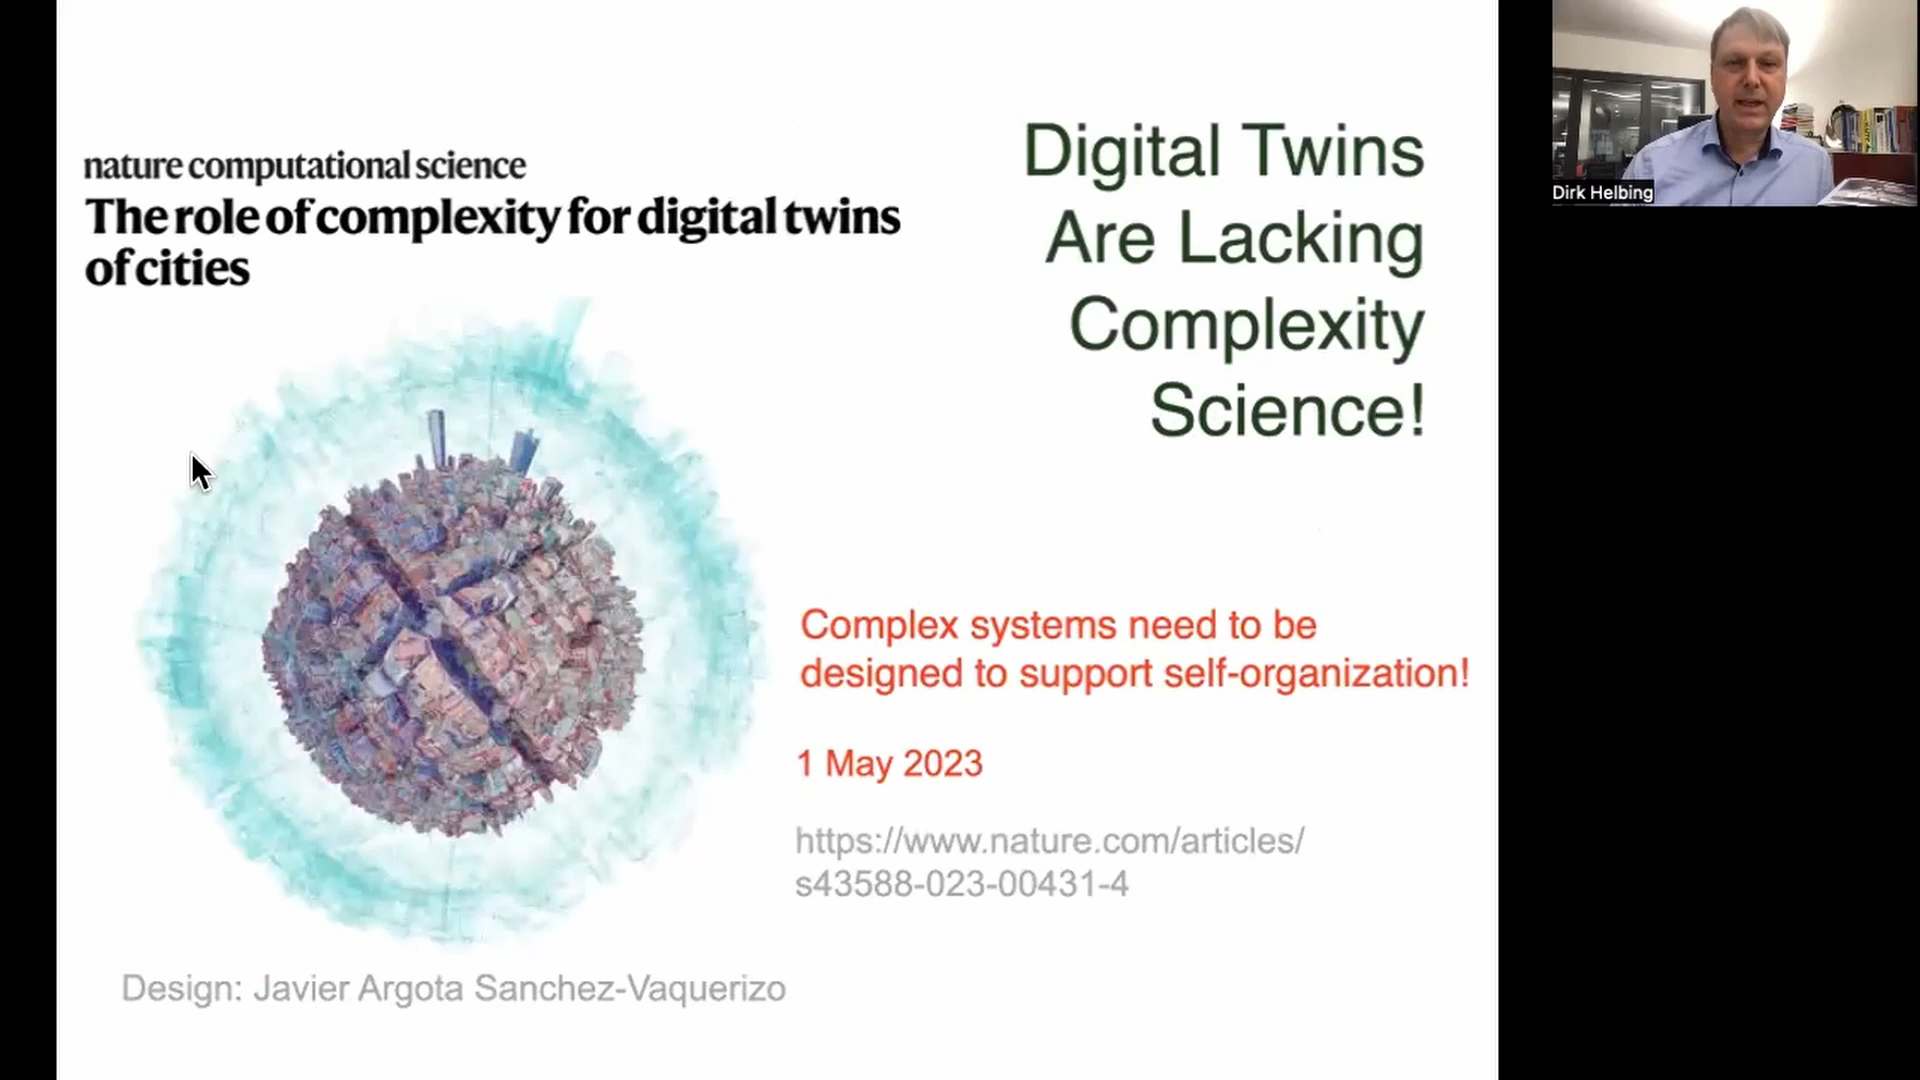 nature computational science
The role of complexity for digital twins
of cities
Digital Twins
Are Lacking
Complexity
Science!
Complex systems need to be
designed to support self-organization!
1 May 2023
https://www.nature.com/articles/
s43588-023-00431-4
Design: Javier Argota Sanchez-Vaquerizo
Dirk Helbing